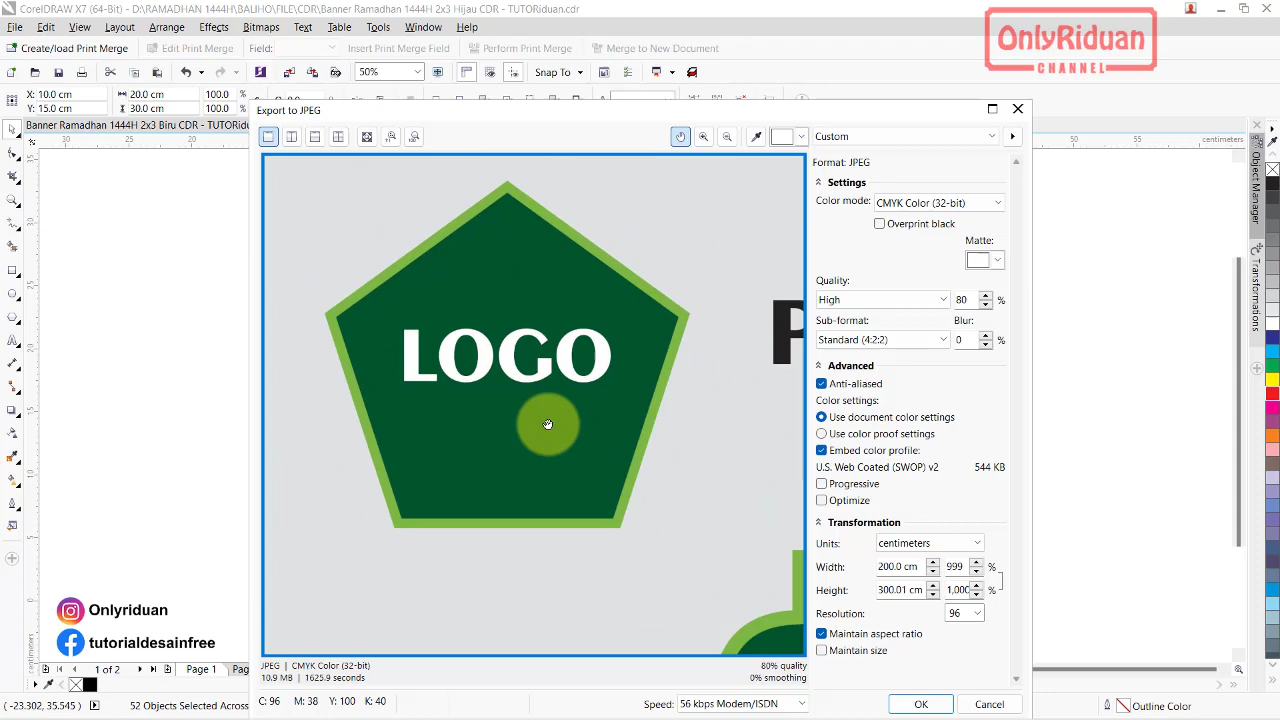 CorelDRAW X7 (64-Bit) - D:\RAMADHAN 1444H\BALIHO\FILE\CDR\Banner Ramadhan 1444H 2x3 Hijau CDR - TUTORiduan.cdr
File Edit View Layout Arrange Effects Bitmaps Text Table Tools Window Help
OnlyRiduan
CHANNEL
Create/load Print Merge Edit Print Merge Field: Insert Print Merge Field Perform Print Merge Merge to New Document
50% Snap To
X: 10.0 cm 20.0 cm 100.0 %
Y: 15.0 cm 30.0 cm 100.0 %
Banner Ramadhan 1444H 2x3 Biru CDR - TUTORidu
30 25 20 50 55 centimeters
Export to JPEG
Custom
Format: JPEG
Settings
Color mode: CMYK Color (32-bit)
Overprint black
Matte:
Quality:
High 80 %
Sub-format: Blur:
Standard (4:2:2) 0 %
Advanced
Anti-aliased
Color settings:
Use document color settings
Use color proof settings
Embed color profile:
U.S. Web Coated (SWOP) v2 544 KB
Progressive
Optimize
Transformation
Units: centimeters
Width: 200.0 cm 999 %
Height: 300.01 cm 1,000 %
Resolution: 96
Maintain aspect ratio
Maintain size
LOGO
P
Object Manager
Transformations
Onlyriduan
tutorialdesainfree
JPEG | CMYK Color (32-bit) 80% quality
10.9 MB | 1625.9 seconds 0% smoothing
1 of 2 Page 1 Pag
C: 96 M: 38 Y: 100 K: 40
Speed: 56 kbps Modem/ISDN OK Cancel
(-23.302, 35.545) 52 Objects Selected Across Outline Color